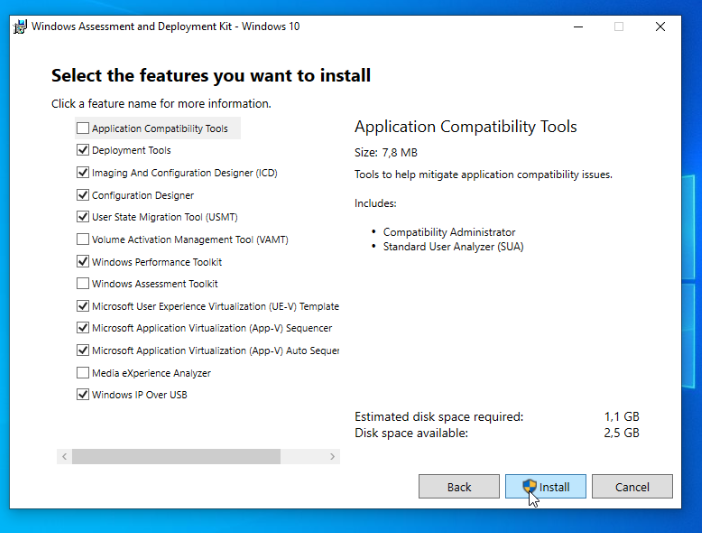 Windows Assessment and Deployment Kit - Windows 10
Select the features you want to install
Click a feature name for more information.
Application Compatibility Tools
Deployment Tools
Imaging And Configuration Designer (ICD)
Configuration Designer
User State Migration Tool (USMT)
Volume Activation Management Tool (VAMT)
Windows Performance Toolkit
Windows Assessment Toolkit
Microsoft User Experience Virtualization (UE-V) Template
Microsoft Application Virtualization (App-V) Sequencer
Microsoft Application Virtualization (App-V) Auto Sequer
Media eXperience Analyzer
Windows IP Over USB
Application Compatibility Tools
Size: 7,8 MB
Tools to help mitigate application compatibility issues.
Includes:
• Compatibility Administrator
• Standard User Analyzer (SUA)
Estimated disk space required: 1,1 GB
Disk space available: 2,5 GB
Back Install Cancel